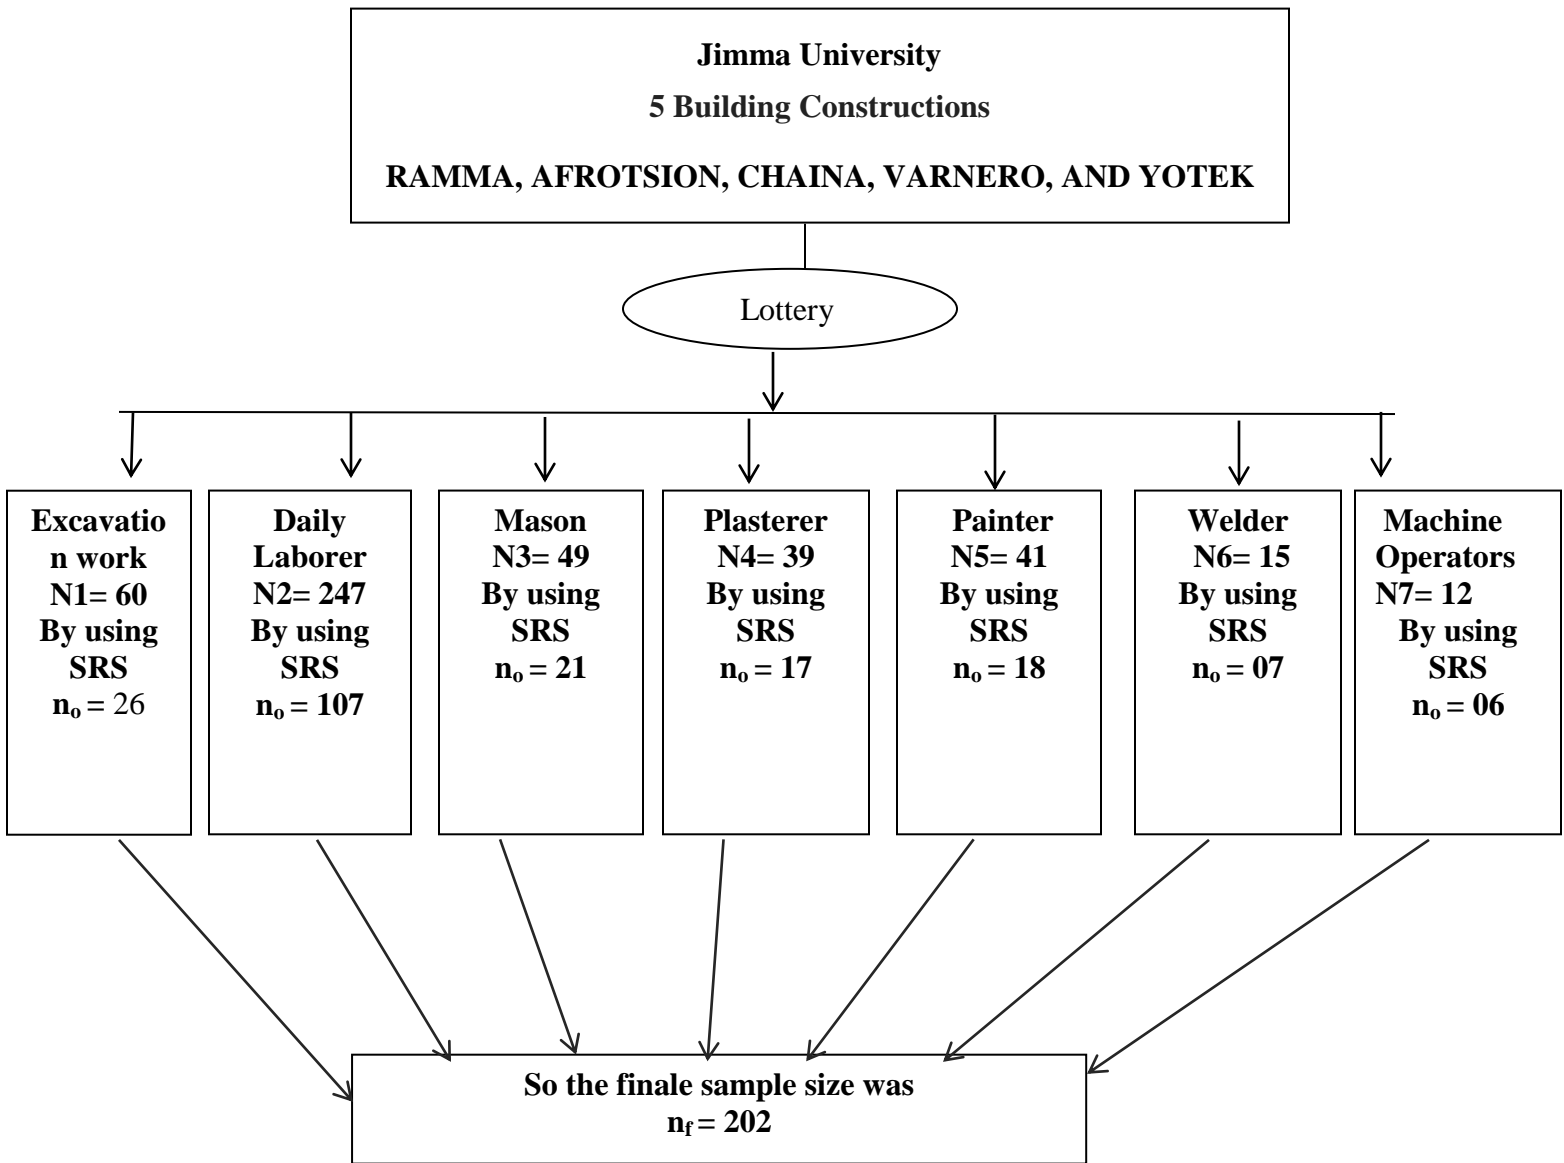 Jimma University
5 Building Constructions
RAMMA, AFROTSION, CHAINA, VARNERO, AND YOTEK
Lottery
Excavatio
n work
N1= 60
By using
SRS
nₒ = 26
Daily
Laborer
N2= 247
By using
SRS
nₒ = 107
Mason
N3= 49
By using
SRS
nₒ = 21
Plasterer
N4= 39
By using
SRS
nₒ = 17
Painter
N5= 41
By using
SRS
nₒ = 18
Welder
N6= 15
By using
SRS
nₒ = 07
Machine
Operators
N7= 12
By using
SRS
nₒ = 06
So the finale sample size was
n_f = 202